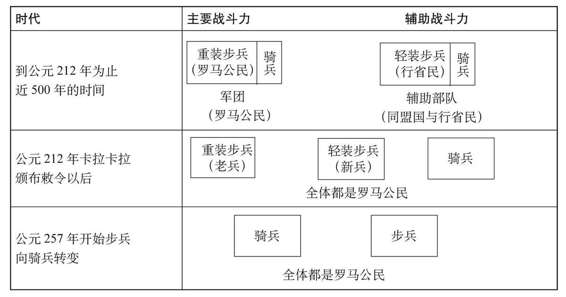 时代
主要战斗力
辅助战斗力
到公元 212 年为止
近 500 年的时间
重装步兵
(罗马公民)
骑
兵
军团
(罗马公民)
轻装步兵
(行省民)
骑
兵
辅助部队
(同盟国与行省民)
公元 212 年卡拉卡拉
颁布敕令以后
重装步兵
(老兵)
轻装步兵
(新兵)
骑兵
全体都是罗马公民
公元 257 年开始步兵
向骑兵转变
骑兵
步兵
全体都是罗马公民